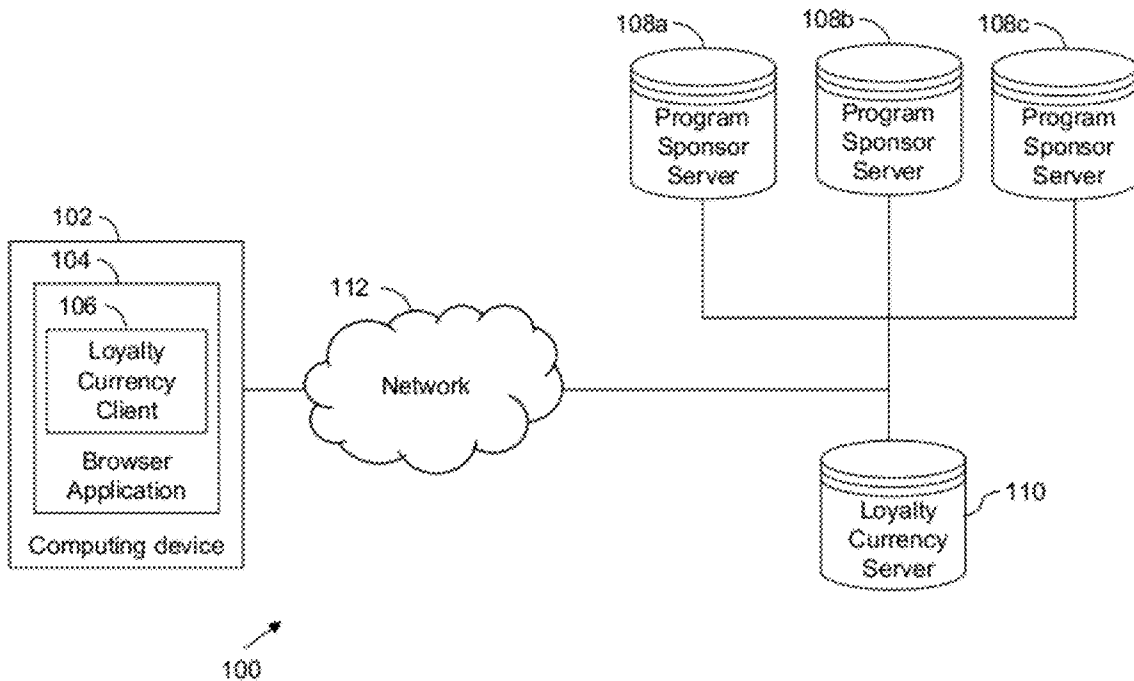 108a
108b
108c
Program
Sponsor
Server
Program
Sponsor
Server
Program
Sponsor
Server
102
104
106
Loyalty
Currency
Client
Browser
Application
Computing device
112
Network
Loyalty
Currency
Server
110
100